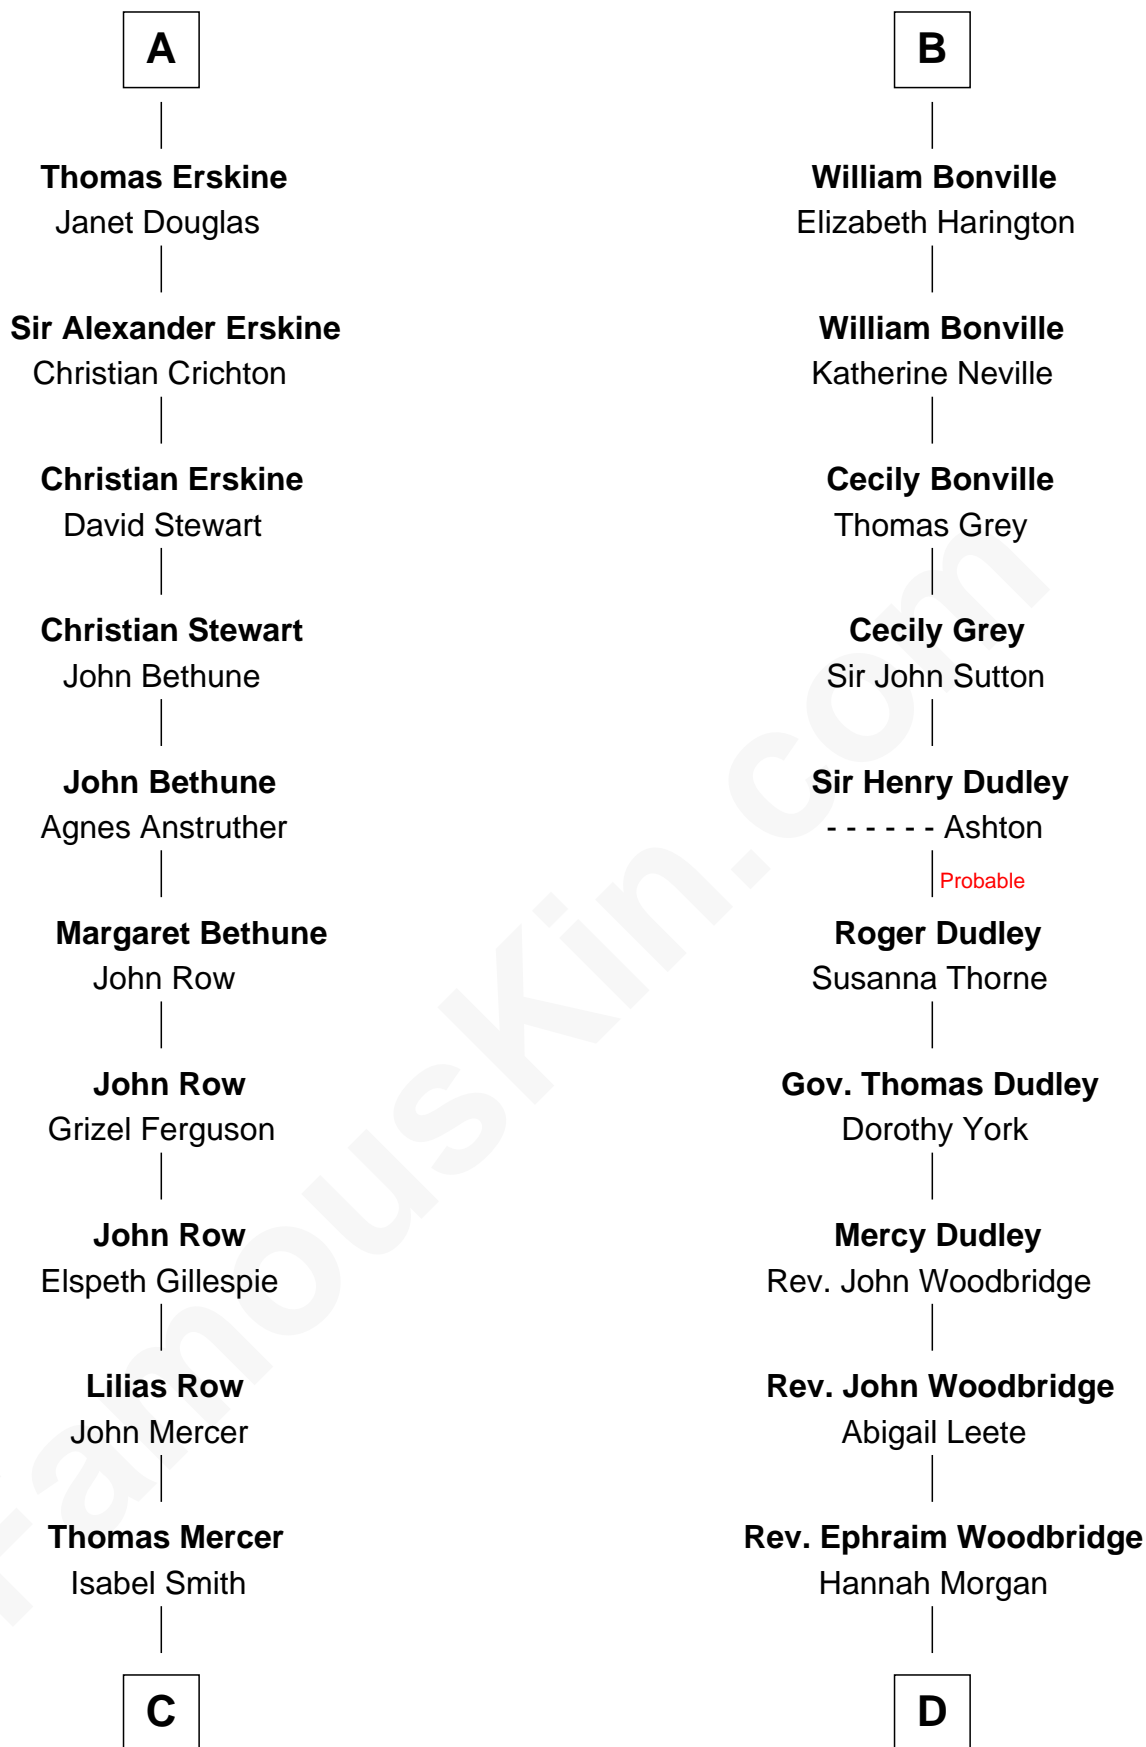 A
Thomas Erskine
Janet Douglas
Sir Alexander Erskine
Christian Crichton
Christian Erskine
David Stewart
Christian Stewart
John Bethune
John Bethune
Agnes Anstruther
Margaret Bethune
John Row
John Row
Grizel Ferguson
John Row
Elspeth Gillespie
Lilias Row
John Mercer
Thomas Mercer
Isabel Smith
C
B
William Bonville
Elizabeth Harington
William Bonville
Katherine Neville
Cecily Bonville
Thomas Grey
Cecily Grey
Sir John Sutton
Sir Henry Dudley
- - - - - - Ashton
Probable
Roger Dudley
Susanna Thorne
Gov. Thomas Dudley
Dorothy York
Mercy Dudley
Rev. John Woodbridge
Rev. John Woodbridge
Abigail Leete
Rev. Ephraim Woodbridge
Hannah Morgan
D
FamousKin.com